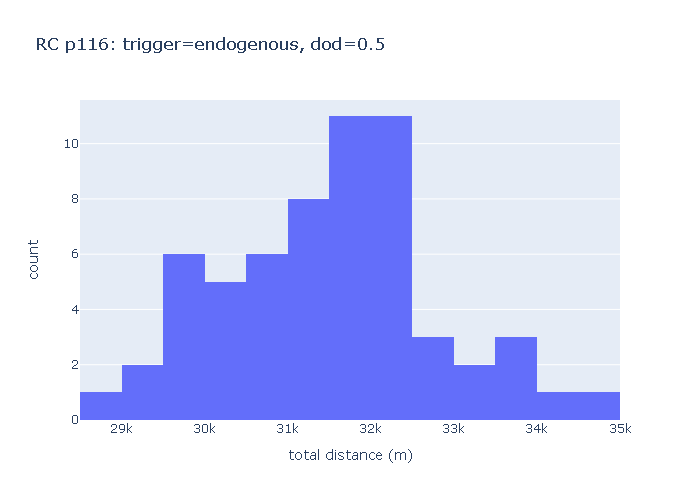 RC p116: trigger=endogenous, dod=0.5
10
8
6
4
2
0
count
29k 30k 31k 32k 33k 34k 35k
total distance (m)